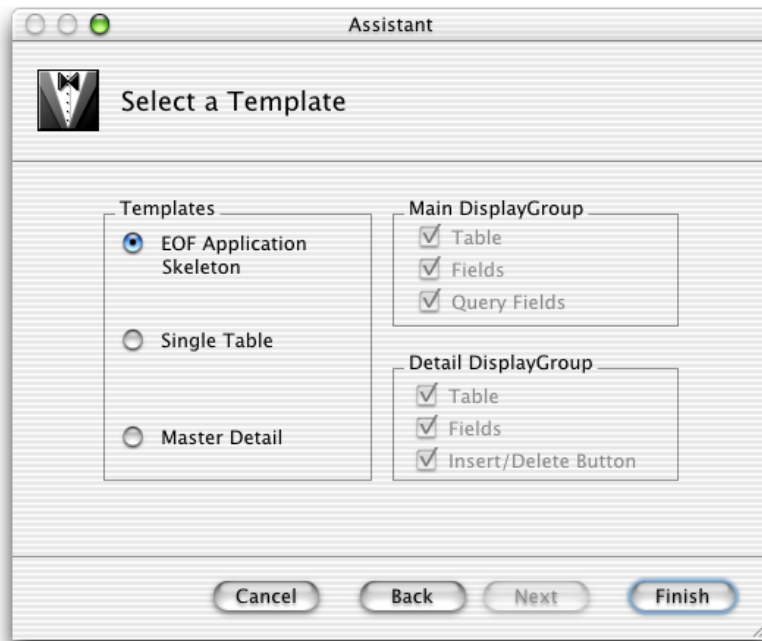 Assistant
Select a Template
Templates
EOF Application
Skeleton
Single Table
Master Detail
Main DisplayGroup
Table
Fields
Query Fields
Detail DisplayGroup
Table
Fields
Insert/Delete Button
Cancel
Back
Next
Finish